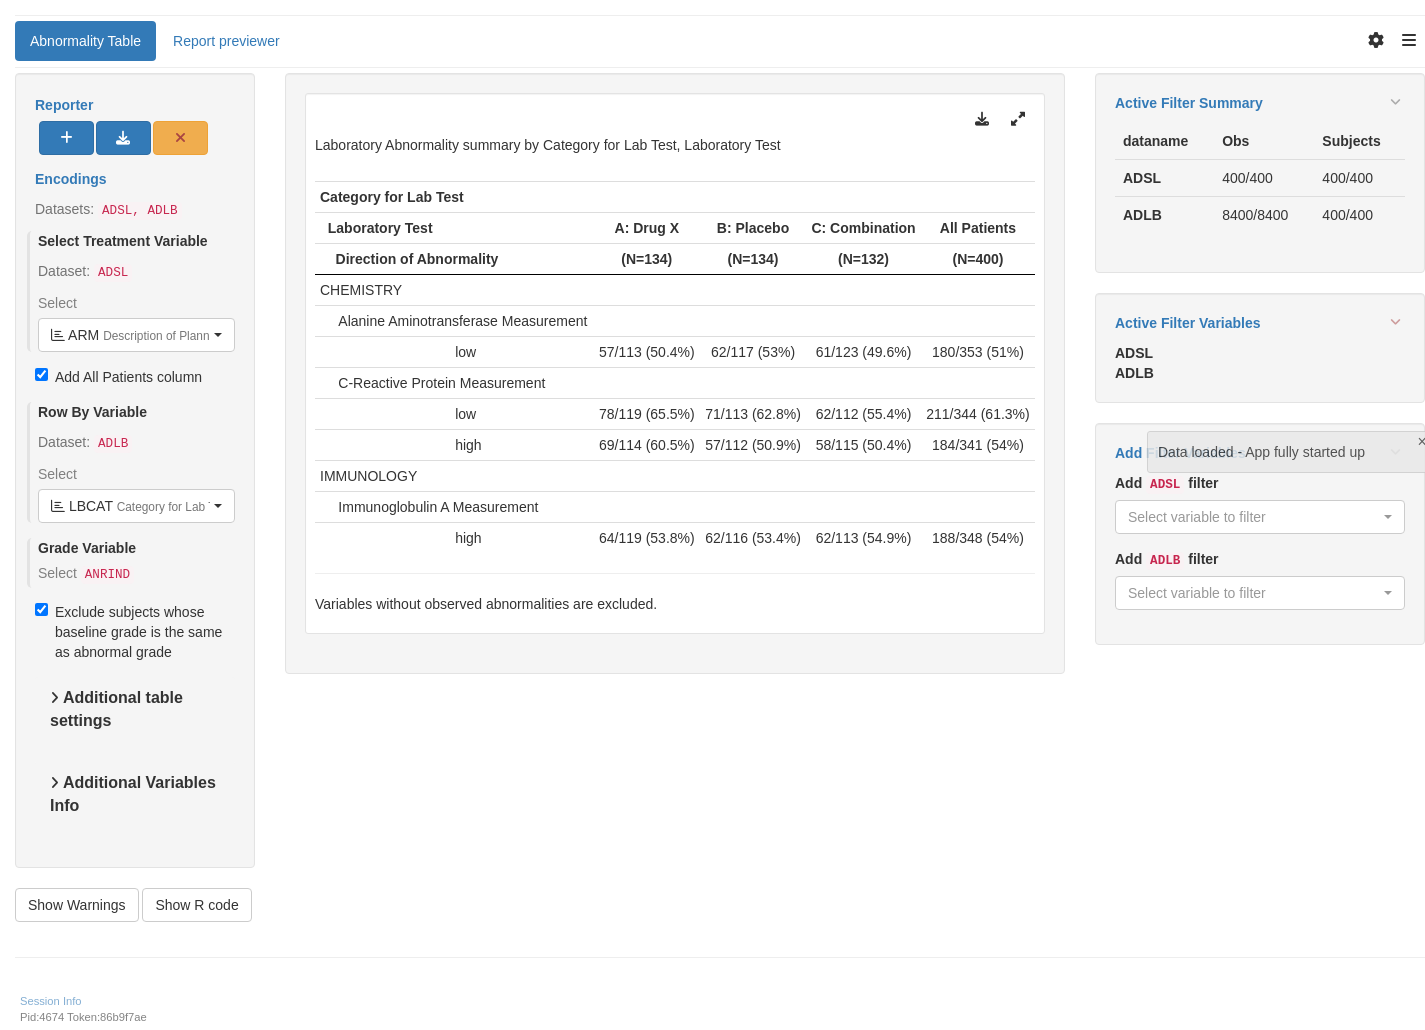 Abnormality Table
Report previewer
Reporter
Encodings
Datasets: ADSL, ADLB
Select Treatment Variable
Dataset: ADSL
Select
ARM Description of Plann
Add All Patients column
Row By Variable
Dataset: ADLB
Select
LBCAT Category for Lab
Grade Variable
Select ANRIND
Exclude subjects whose
baseline grade is the same
as abnormal grade
Additional table
settings
Additional Variables
Info
Show Warnings
Show R code
Laboratory Abnormality summary by Category for Lab Test, Laboratory Test
Category for Lab Test
Laboratory Test A: Drug X B: Placebo C: Combination All Patients
Direction of Abnormality (N=134) (N=134) (N=132) (N=400)
CHEMISTRY
Alanine Aminotransferase Measurement
low 57/113 (50.4%) 62/117 (53%) 61/123 (49.6%) 180/353 (51%)
C-Reactive Protein Measurement
low 78/119 (65.5%) 71/113 (62.8%) 62/112 (55.4%) 211/344 (61.3%)
high 69/114 (60.5%) 57/112 (50.9%) 58/115 (50.4%) 184/341 (54%)
IMMUNOLOGY
Immunoglobulin A Measurement
high 64/119 (53.8%) 62/116 (53.4%) 62/113 (54.9%) 188/348 (54%)
Variables without observed abnormalities are excluded.
Active Filter Summary
dataname Obs Subjects
ADSL 400/400 400/400
ADLB 8400/8400 400/400
Active Filter Variables
ADSL
ADLB
Add
Data loaded - App fully started up
×
Add ADSL filter
Select variable to filter
Add ADLB filter
Select variable to filter
Session Info
Pid:4674 Token:86b9f7ae